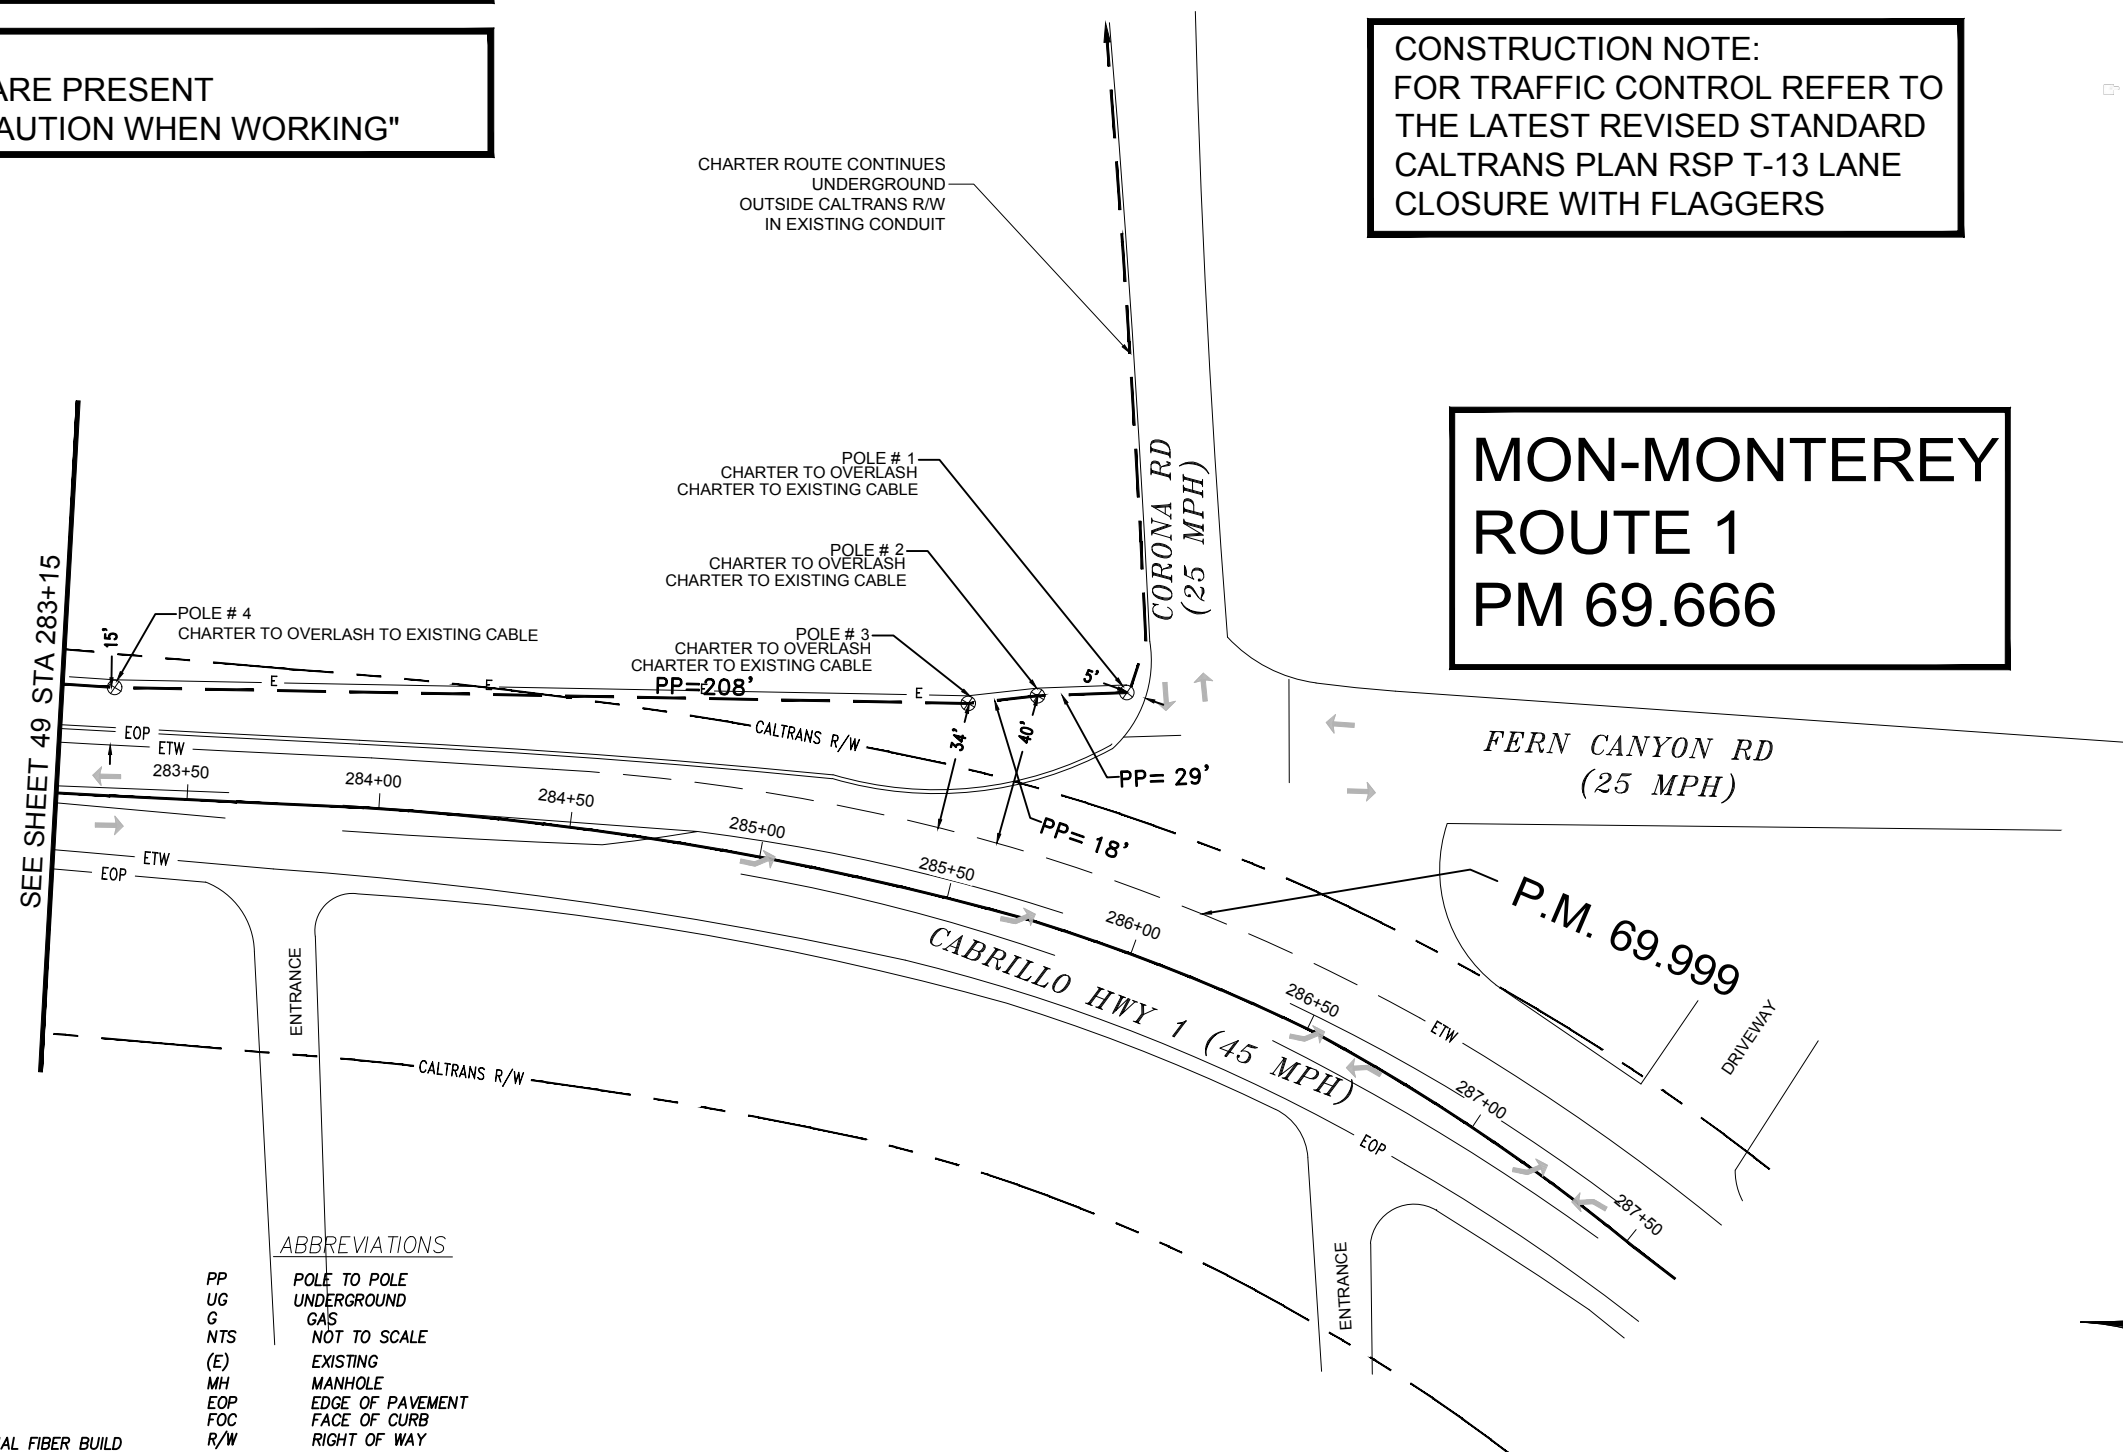 ARE PRESENT
AUTION WHEN WORKING"
CONSTRUCTION NOTE:
FOR TRAFFIC CONTROL REFER TO
THE LATEST REVISED STANDARD
CALTRANS PLAN RSP T-13 LANE
CLOSURE WITH FLAGGERS
CHARTER ROUTE CONTINUES
UNDERGROUND
OUTSIDE CALTRANS R/W
IN EXISTING CONDUIT
MON-MONTEREY
ROUTE 1
PM 69.666
POLE # 1
CHARTER TO OVERLASH
CHARTER TO EXISTING CABLE
POLE # 2
CHARTER TO OVERLASH
CHARTER TO EXISTING CABLE
POLE # 3
CHARTER TO OVERLASH
CHARTER TO EXISTING CABLE
POLE # 4
CHARTER TO OVERLASH TO EXISTING CABLE
CORONA RD
(25 MPH)
SEE SHEET 49 STA 283+15
15'
E
E
E
E
PP=208'
5'
34'
40'
CALTRANS R/W
PP= 29'
PP= 18'
FERN CANYON RD
(25 MPH)
EOP
ETW
283+50
284+00
284+50
285+00
285+50
286+00
286+50
287+00
287+50
ETW
EOP
P.M. 69.999
CABRILLO HWY 1 (45 MPH)
ETW
EOP
DRIVEWAY
ENTRANCE
CALTRANS R/W
ENTRANCE
ABBREVIATIONS
PP POLE TO POLE
UG UNDERGROUND
G GAS
NTS NOT TO SCALE
(E) EXISTING
MH MANHOLE
EOP EDGE OF PAVEMENT
FOC FACE OF CURB
R/W RIGHT OF WAY
AL FIBER BUILD